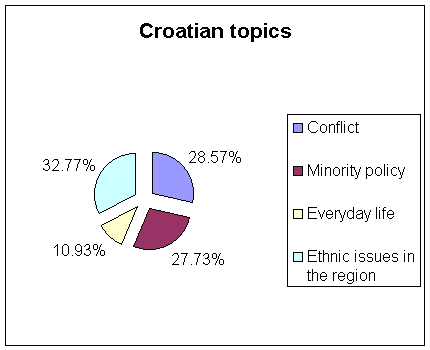 Croatian topics
28.57%
27.73%
10.93%
32.77%
Conflict
Minority policy
Everyday life
Ethnic issues in
the region